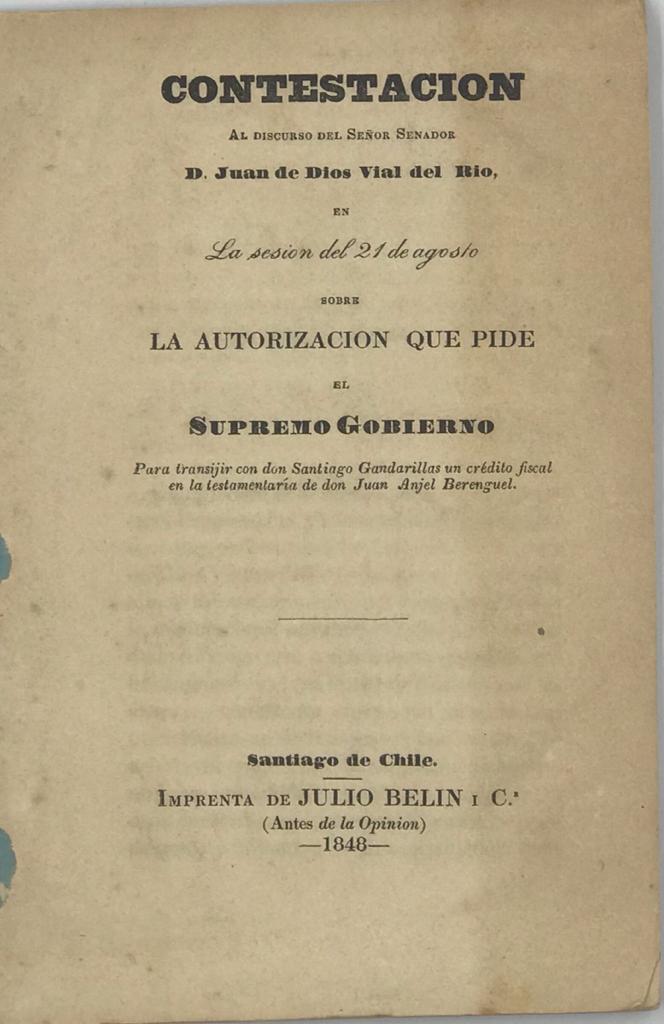 CONTESTACION
AL DISCURSO DEL SEÑOR SENADOR
D. Juan de Dios Vial del Rio,
EN
La sesion del 21 de agosto
SOBRE
LA AUTORIZACION QUE PIDE
EL
SUPREMO GOBIERNO
Para transijir con don Santiago Gandarillas un crédito fiscal
en la testamentaría de don Juan Anjel Berenguel.
Santiago de Chile.
IMPRENTA DE JULIO BELIN I C.ª
(Antes de la Opinion)
—1848—